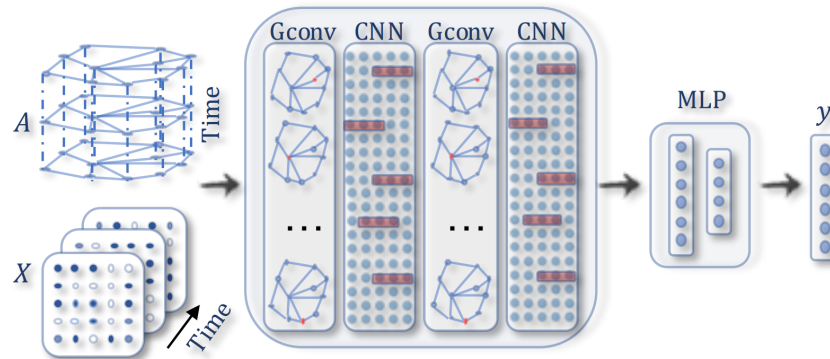 Gconv CNN Gconv CNN
A
Time
MLP
y
X
Time
...
...